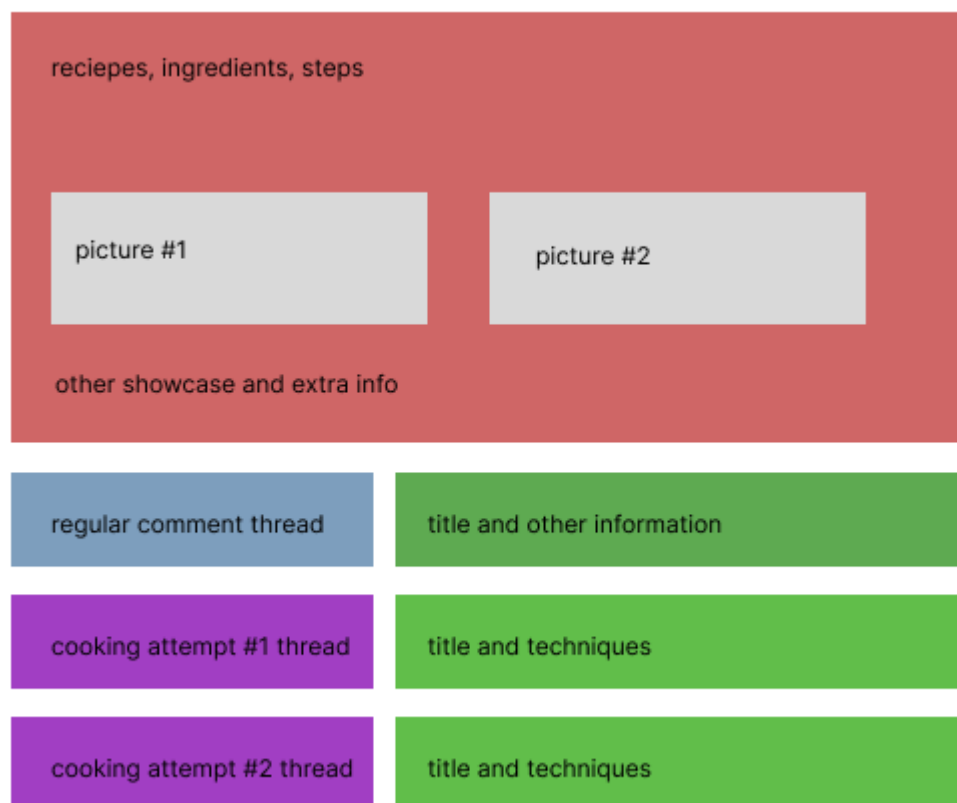 reciepes, ingredients, steps
picture #1
picture #2
other showcase and extra info
regular comment thread
title and other information
cooking attempt #1 thread
title and techniques
cooking attempt #2 thread
title and techniques